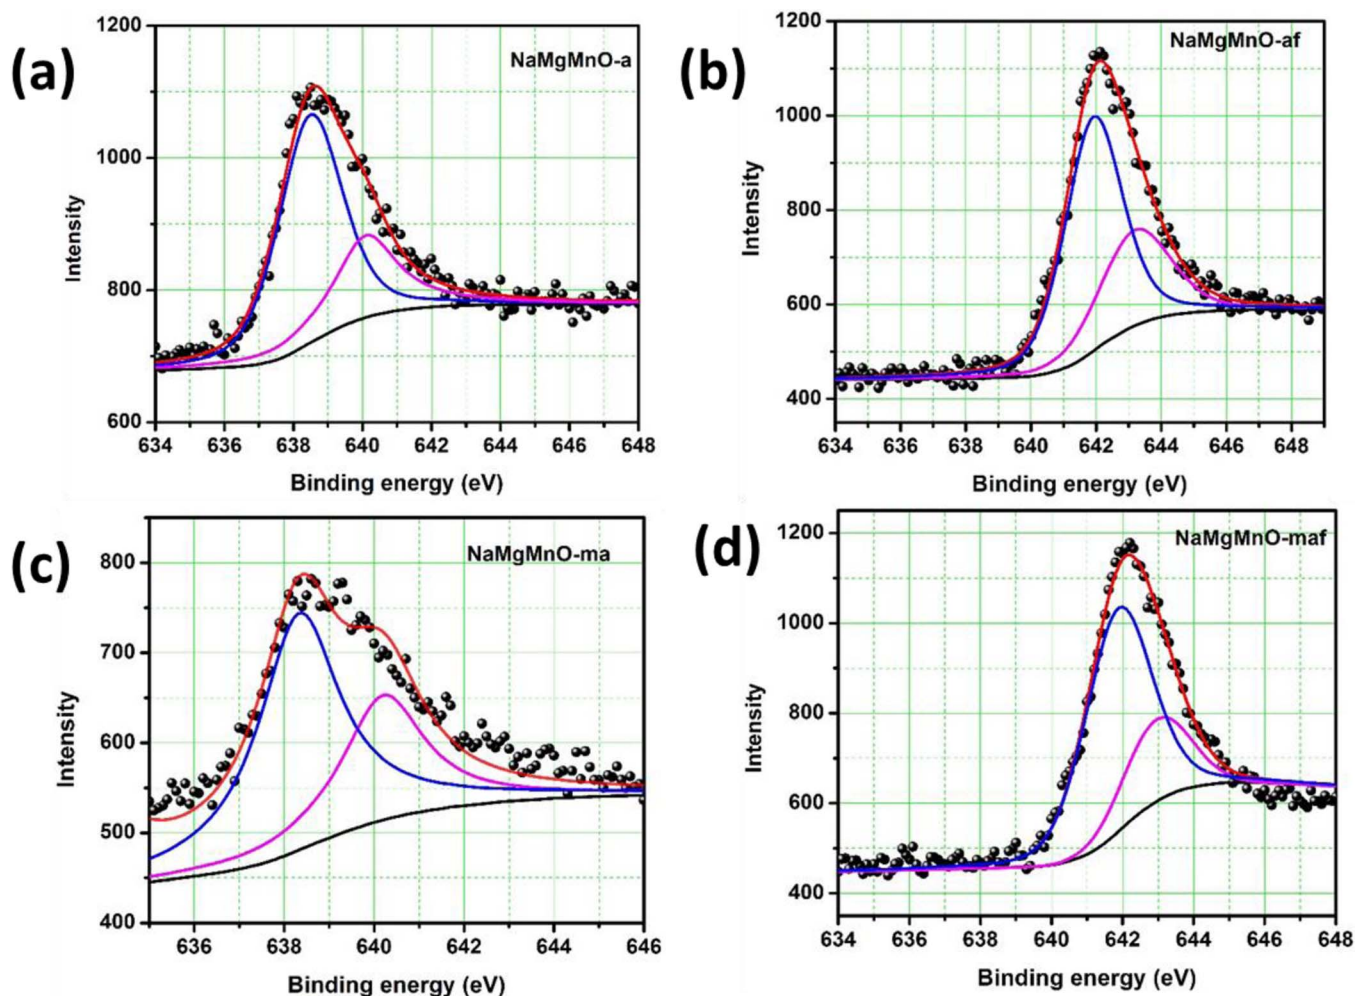 (a)
NaMgMnO-a
1200
1000
800
600
Intensity
634 636 638 640 642 644 646 648
Binding energy (eV)
(b)
NaMgMnO-af
1200
1000
800
600
400
Intensity
634 636 638 640 642 644 646 648
Binding energy (eV)
(c)
NaMgMnO-ma
800
700
600
500
400
Intensity
636 638 640 642 644 646
Binding energy (eV)
(d)
NaMgMnO-maf
1200
1000
800
600
400
Intensity
634 636 638 640 642 644 646 648
Binding energy (eV)